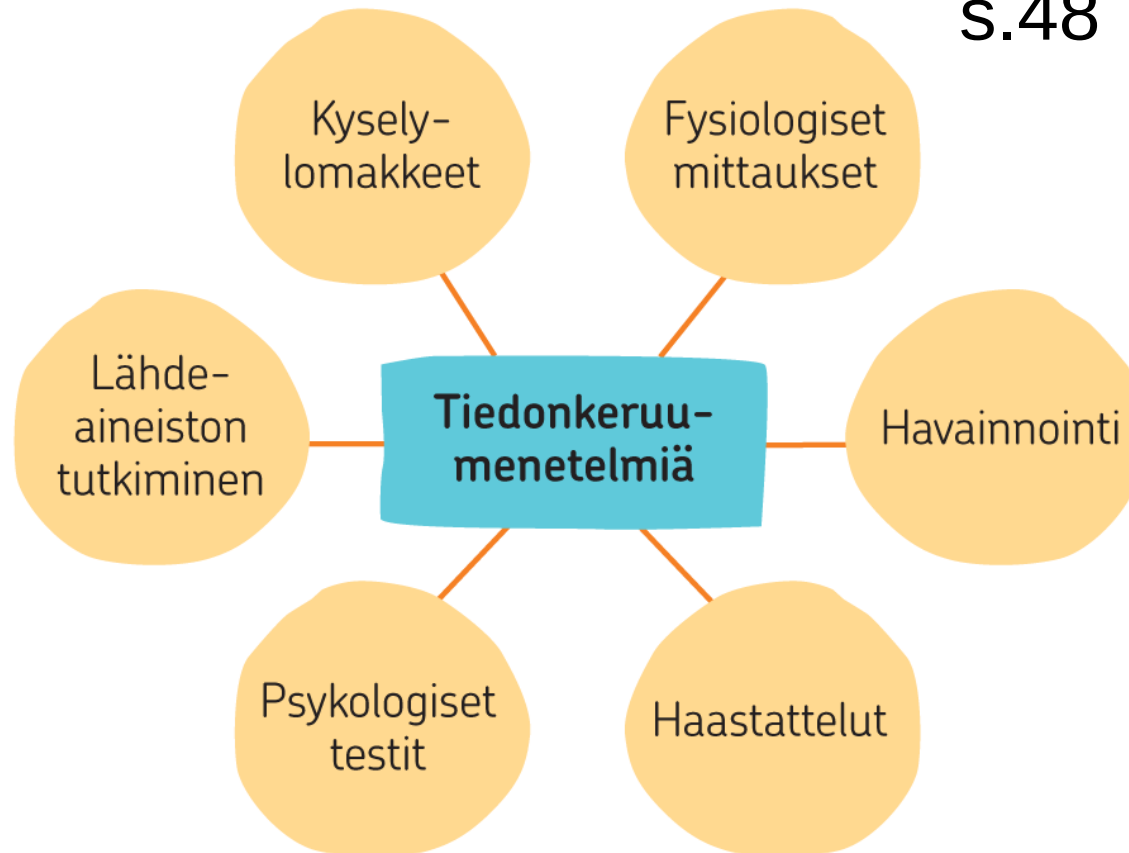 s.48
Kysely-
lomakkeet
Fysiologiset
mittaukset
Lähde-
aineiston
tutkiminen
Tiedonkeruu-
menetelmiä
Havainnointi
Psykologiset
testit
Haastattelut